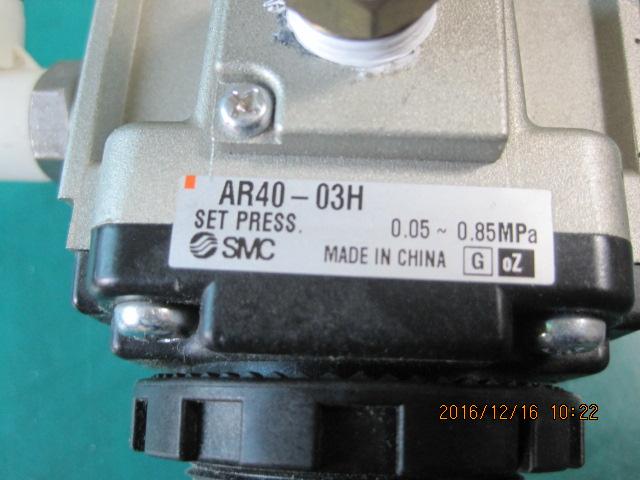 AR40-03H
SET PRESS. 0.05 ~ 0.85MPa
SMC MADE IN CHINA G oZ
2016/12/16 10:22